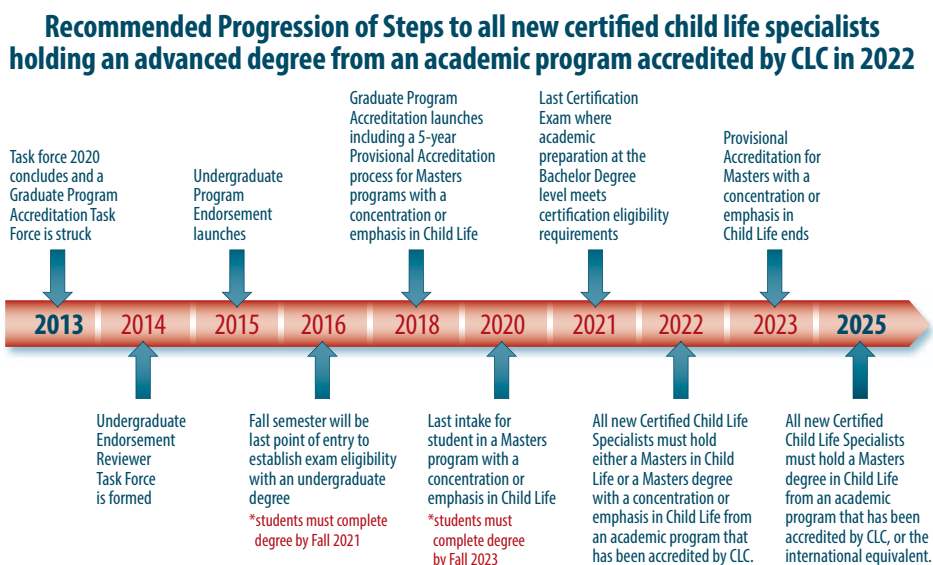 Recommended Progression of Steps to all new certified child life specialists
holding an advanced degree from an academic program accredited by CLC in 2022
Task force 2020
concludes and a
Graduate Program
Accreditation Task
Force is struck
Undergraduate
Program
Endorsement
launches
Graduate Program
Accreditation launches
including a 5-year
Provisional Accreditation
process for Masters
programs with a
concentration or
emphasis in Child Life
Last Certification
Exam where
academic
preparation at the
Bachelor Degree
level meets
certification eligibility
requirements
Provisional
Accreditation for
Masters with a
concentration or
emphasis in
Child Life ends
2013 2014 2015 2016 2018 2020 2021 2022 2023 2025
Undergraduate
Endorsement
Reviewer
Task Force
is formed
Fall semester will be
last point of entry to
establish exam eligibility
with an undergraduate
degree
*students must complete
degree by Fall 2021
Last intake for
student in a Masters
program with a
concentration or
emphasis in Child Life
*students must
complete degree
by Fall 2023
All new Certified Child Life
Specialists must hold
either a Masters in Child
Life or a Masters degree
with a concentration or
emphasis in Child Life from
an academic program that
has been accredited by CLC.
All new Certified
Child Life Specialists
must hold a Masters
degree in Child Life
from an academic
program that has been
accredited by CLC, or the
international equivalent.